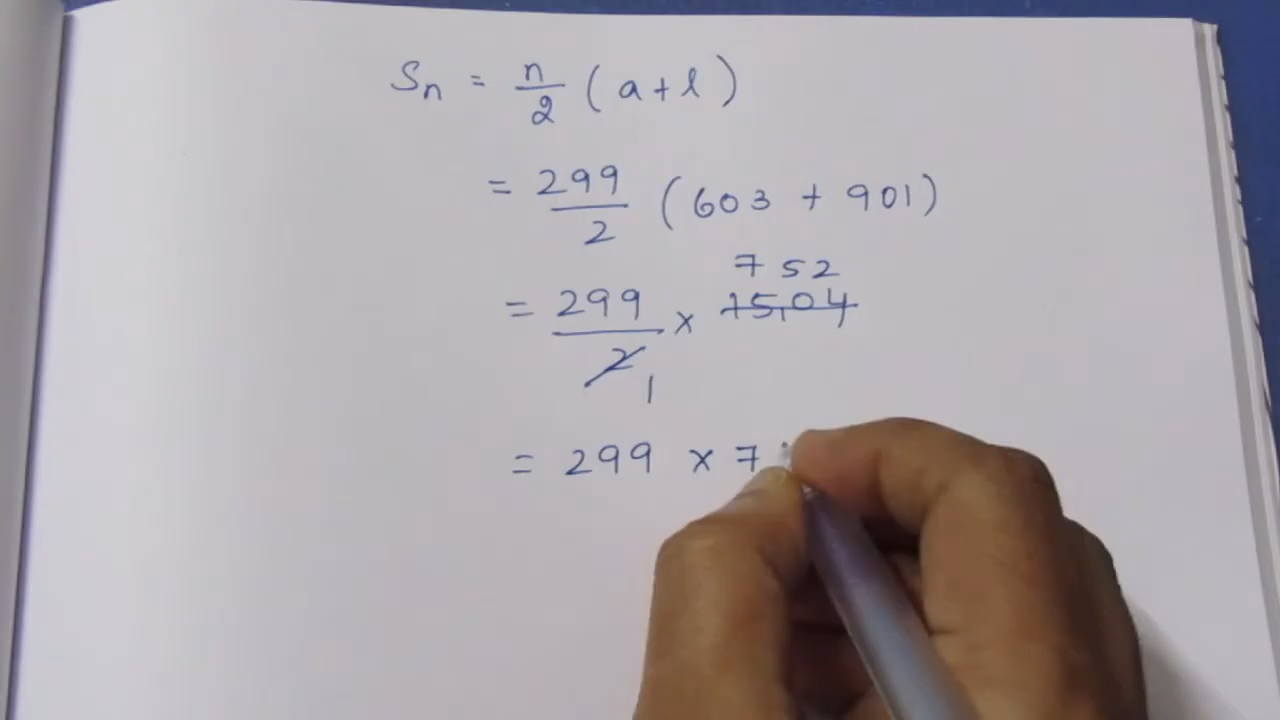 Sn = n/2 (a+l)
= 299/2 (603 + 901)
752
= 299/2 × 1504
1
= 299 × 7